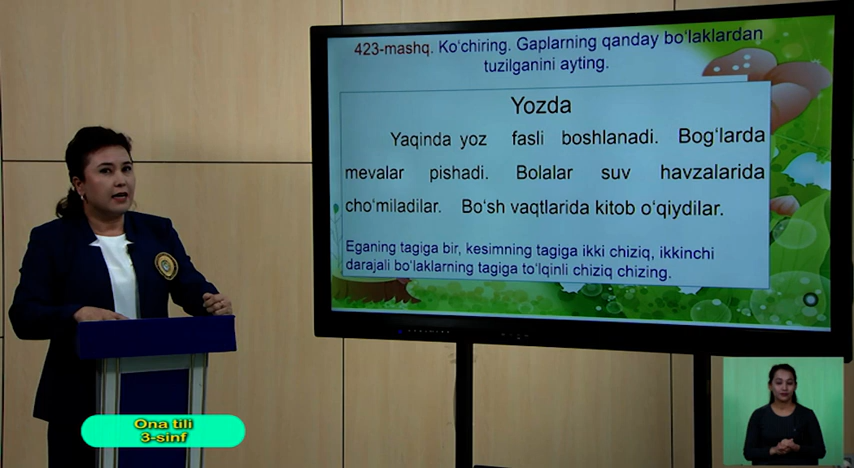 423-mashq. Ko‘chiring. Gaplarning qanday bo‘laklardan
tuzilganini ayting.
Yozda
Yaqinda yoz fasli boshlanadi. Bog‘larda
mevalar pishadi. Bolalar suv havzalarida
cho‘miladilar. Bo‘sh vaqtlarida kitob o‘qiydilar.
Eganing tagiga bir, kesimning tagiga ikki chiziq, ikkinchi
darajali bo‘laklarning tagiga to‘lqinli chiziq chizing.
Ona tili
3-sinf